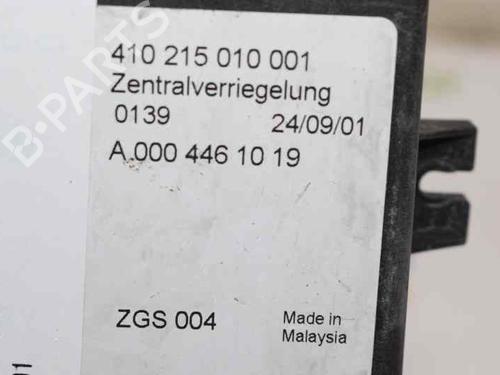 B-PARTS
410 215 010 001
Zentralverriegelung
0139 24/09/01
A 000 446 10 19
ZGS 004 Made in
Malaysia